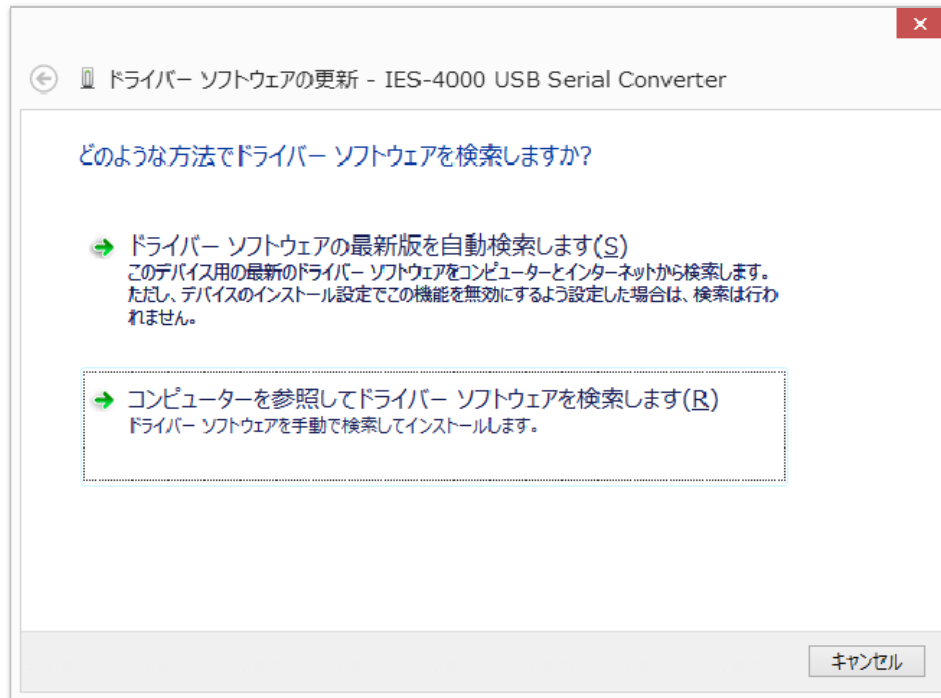 ドライバー ソフトウェアの更新 - IES-4000 USB Serial Converter
どのような方法でドライバー ソフトウェアを検索しますか?
ドライバー ソフトウェアの最新版を自動検索します(S)
このデバイス用の最新のドライバー ソフトウェアをコンピューターとインターネットから検索します。
ただし、デバイスのインストール設定でこの機能を無効にするよう設定した場合は、検索は行わ
れません。
コンピューターを参照してドライバー ソフトウェアを検索します(R)
ドライバー ソフトウェアを手動で検索してインストールします。
キャンセル